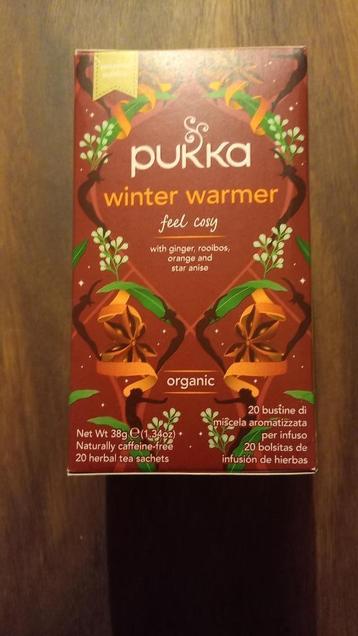 pukka
winter warmer
feel cosy
with ginger, rooibos,
orange and
star anise
organic
Net Wt 38g ℮ (1.34oz)
Naturally caffeine-free
20 herbal tea sachets
20 bustine di
miscela aromatizzata
per infuso
20 bolsitas de
infusión de hierbas